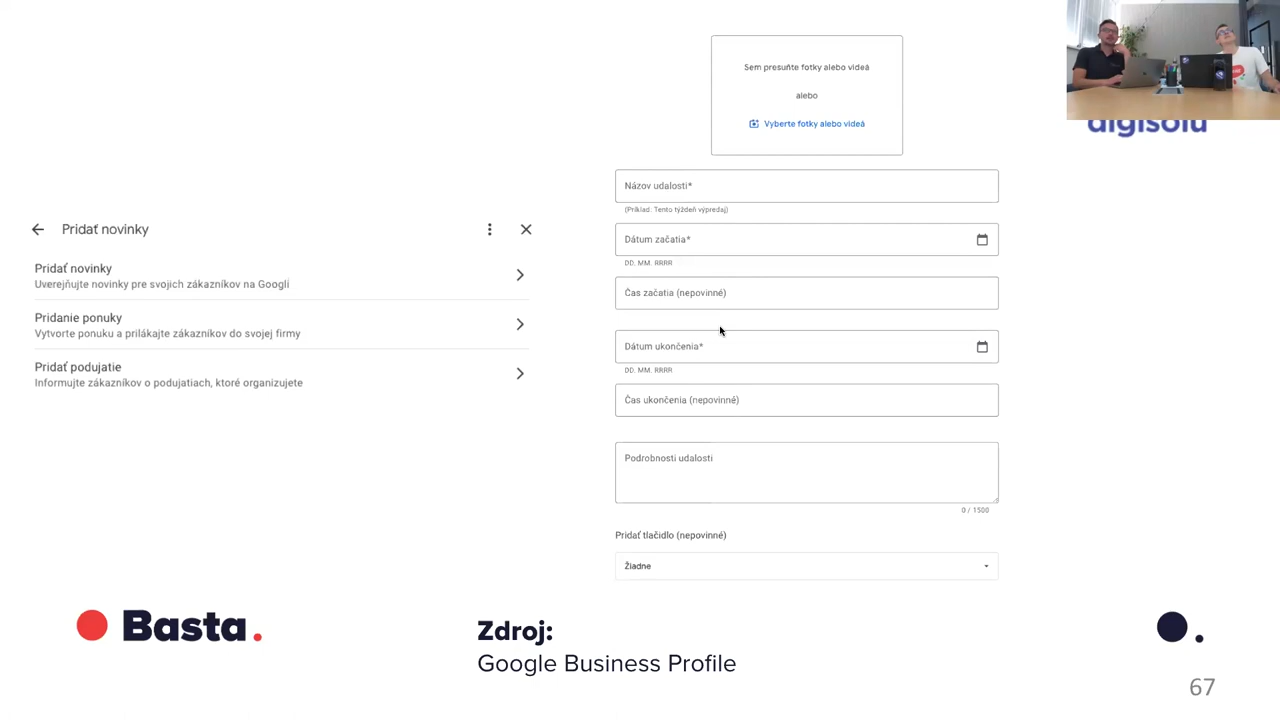 Sem presuňte fotky alebo videá
alebo
Vyberte fotky alebo videá
digisolu
Názov udalosti*
(Príklad: Tento týždeň výpredaj)
Dátum začatia*
DD. MM. RRRR
Čas začatia (nepovinné)
Dátum ukončenia*
DD. MM. RRRR
Čas ukončenia (nepovinné)
Podrobnosti udalosti
0 / 1500
Pridať tlačidlo (nepovinné)
Žiadne
Pridať novinky
Pridať novinky
Uverejňujte novinky pre svojich zákazníkov na Googli
Pridanie ponuky
Vytvorte ponuku a prilákajte zákazníkov do svojej firmy
Pridať podujatie
Informujte zákazníkov o podujatiach, ktoré organizujete
Basta.
Zdroj:
Google Business Profile
67